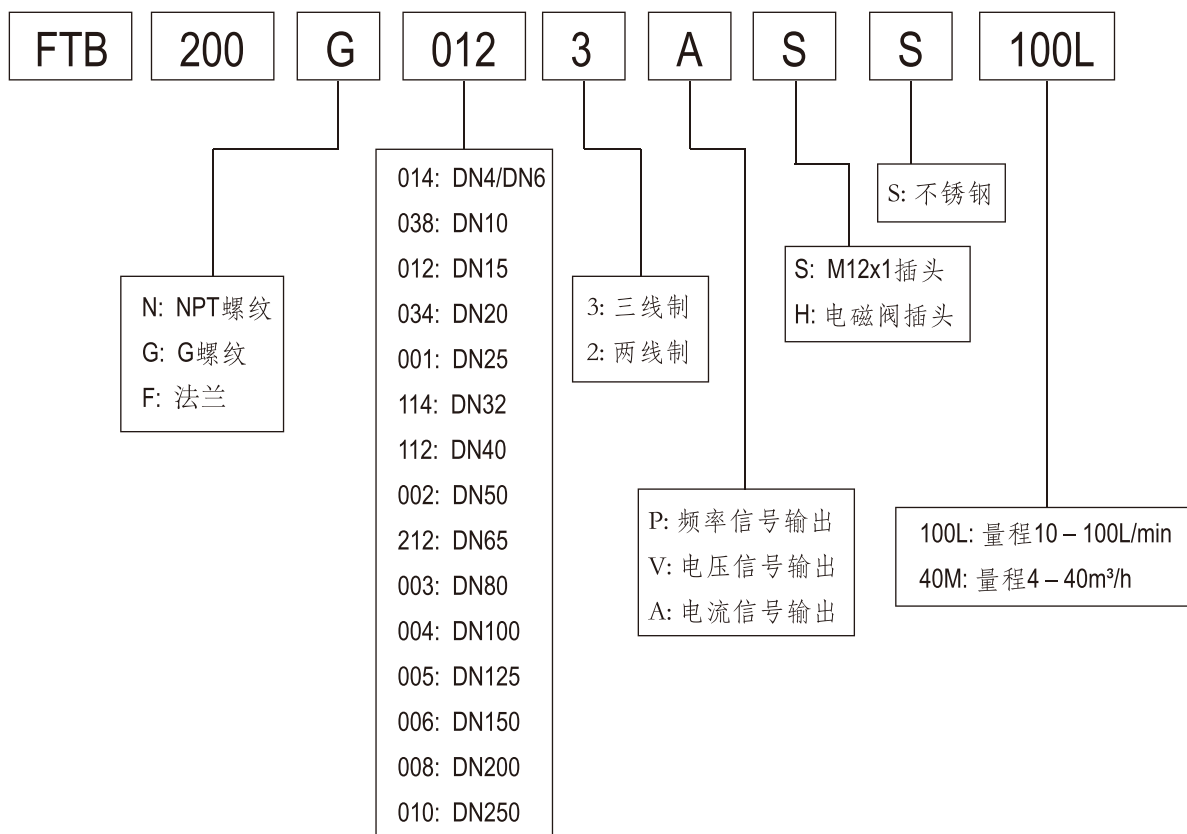 FTB 200 G 012 3 A S S 100L
N: NPT螺纹
G: G螺纹
F: 法兰
014: DN4/DN6
038: DN10
012: DN15
034: DN20
001: DN25
114: DN32
112: DN40
002: DN50
212: DN65
003: DN80
004: DN100
005: DN125
006: DN150
008: DN200
010: DN250
3: 三线制
2: 两线制
P: 频率信号输出
V: 电压信号输出
A: 电流信号输出
S: M12x1插头
H: 电磁阀插头
S: 不锈钢
100L: 量程10 – 100L/min
40M: 量程4 – 40m³/h